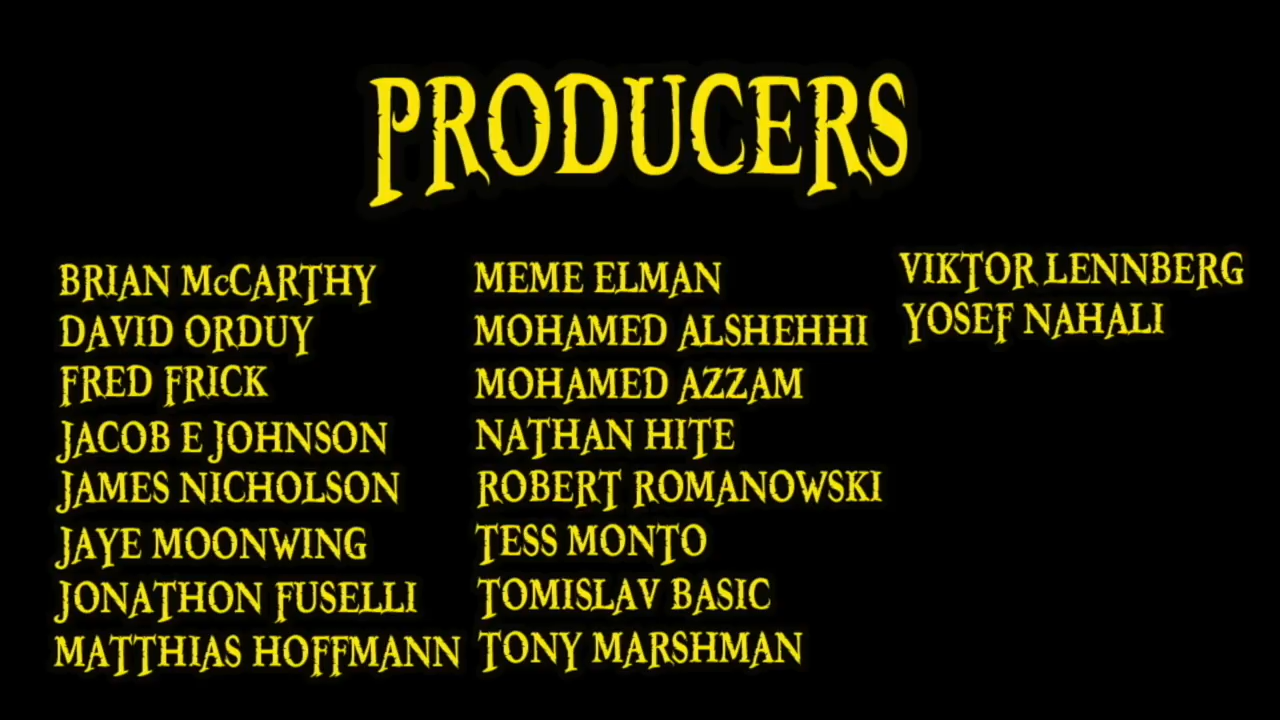 PRODUCERS
BRIAN McCARTHY
DAVID ORDUY
FRED FRICK
JACOB E JOHNSON
JAMES NICHOLSON
JAYE MOONWING
JONATHON FUSELLI
MATTHIAS HOFFMANN
MEME ELMAN
MOHAMED ALSHEHHI
MOHAMED AZZAM
NATHAN HITE
ROBERT ROMANOWSKI
TESS MONTO
TOMISLAV BASIC
TONY MARSHMAN
VIKTOR LENNBERG
YOSEF NAHALI